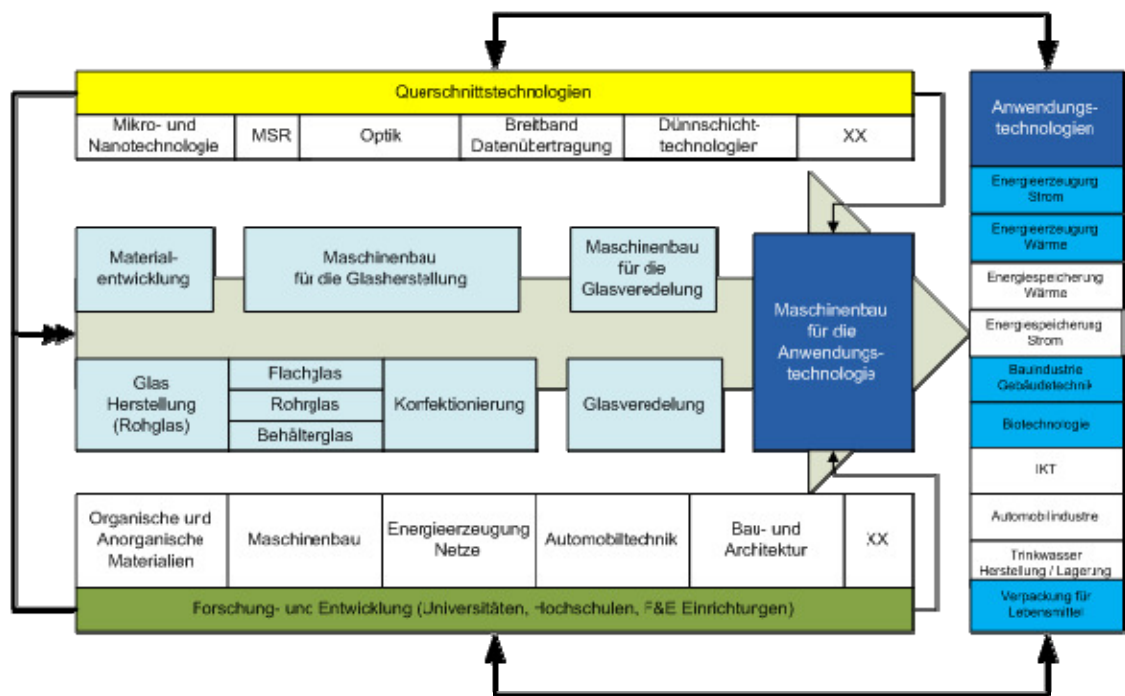 Querschnittstechnologien
Mikro- und
Nanotechnologie
MSR
Optik
Breitband
Datenübertragung
Dünnschicht-
technologien
XX
Material-
entwicklung
Maschinenbau
für die Glasherstellung
Maschinenbau
für die
Glasveredelung
Maschinenbau
für die
Anwendungs-
technologie
Glas
Herstellung
(Rohglas)
Flachglas
Rohrglas
Behälterglas
Konfektionierung
Glasveredelung
Organische und
Anorganische
Materialien
Maschinenbau
Energieerzeugung
Netze
Automobiltechnik
Bau- und
Architektur
XX
Forschung- und Entwicklung (Universitäten, Hochschulen, F&E Einrichtungen)
Anwendungs-
technologien
Energieerzeugung
Strom
Energieerzeugung
Wärme
Energiespeicherung
Wärme
Energiespeicherung
Strom
Bauindustrie
Gebäudetechnik
Biotechnologie
IKT
Automobilindustrie
Trinkwasser
Herstellung / Lagerung
Verpackung für
Lebensmittel